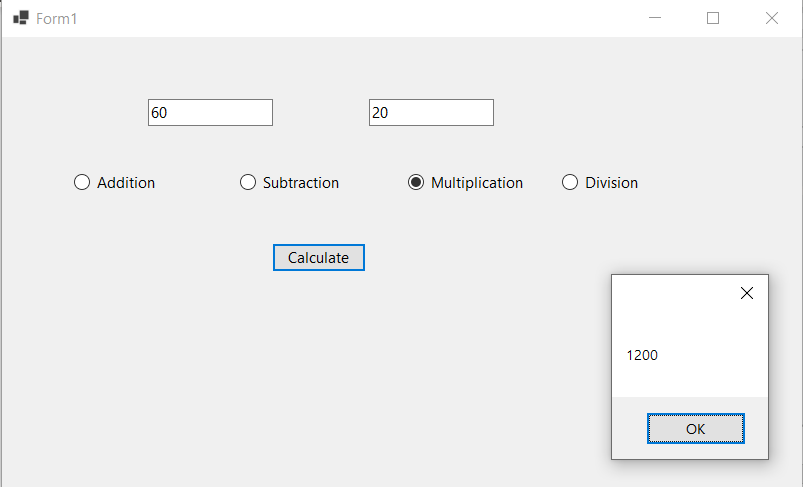 Form1
60 20
Addition Subtraction Multiplication Division
Calculate
1200
OK